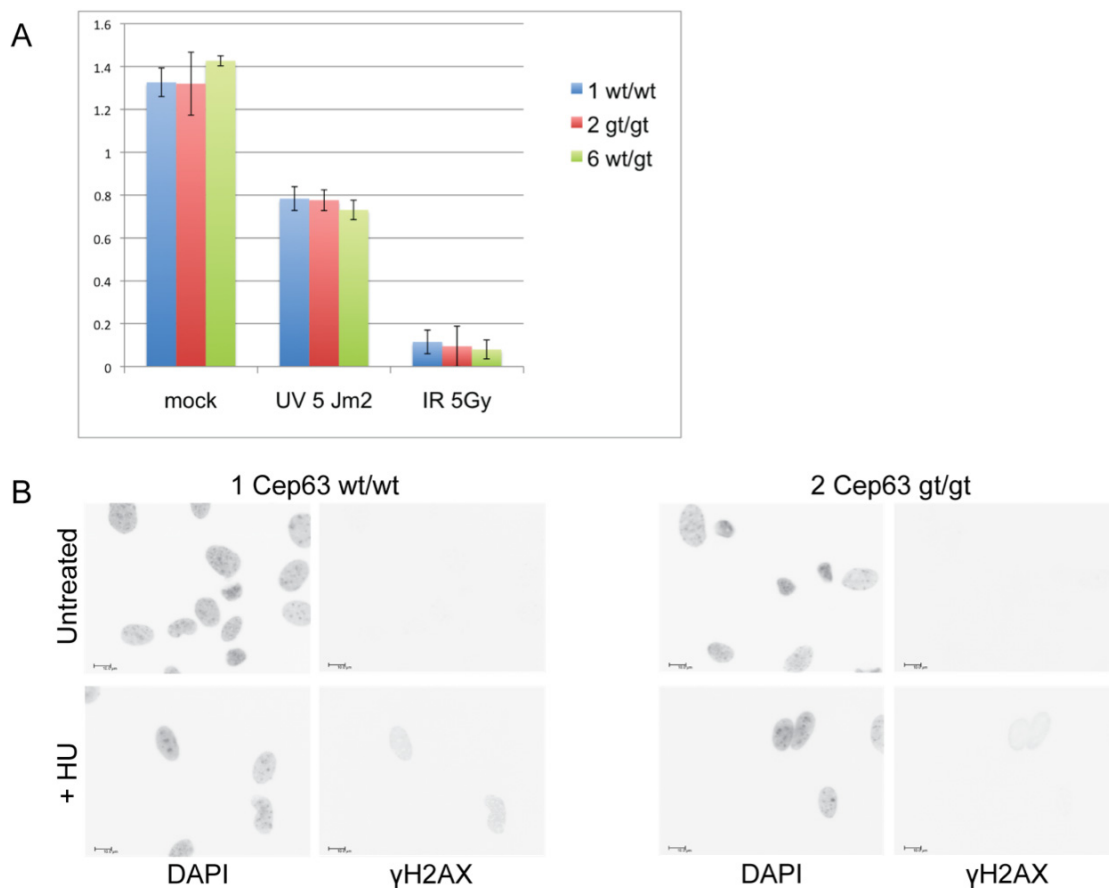 A
1.6
1.4
1.2
1
0.8
0.6
0.4
0.2
0
mock UV 5 Jm2 IR 5Gy
1 wt/wt
2 gt/gt
6 wt/gt
B
1 Cep63 wt/wt 2 Cep63 gt/gt
Untreated
+ HU
DAPI γH2AX DAPI γH2AX